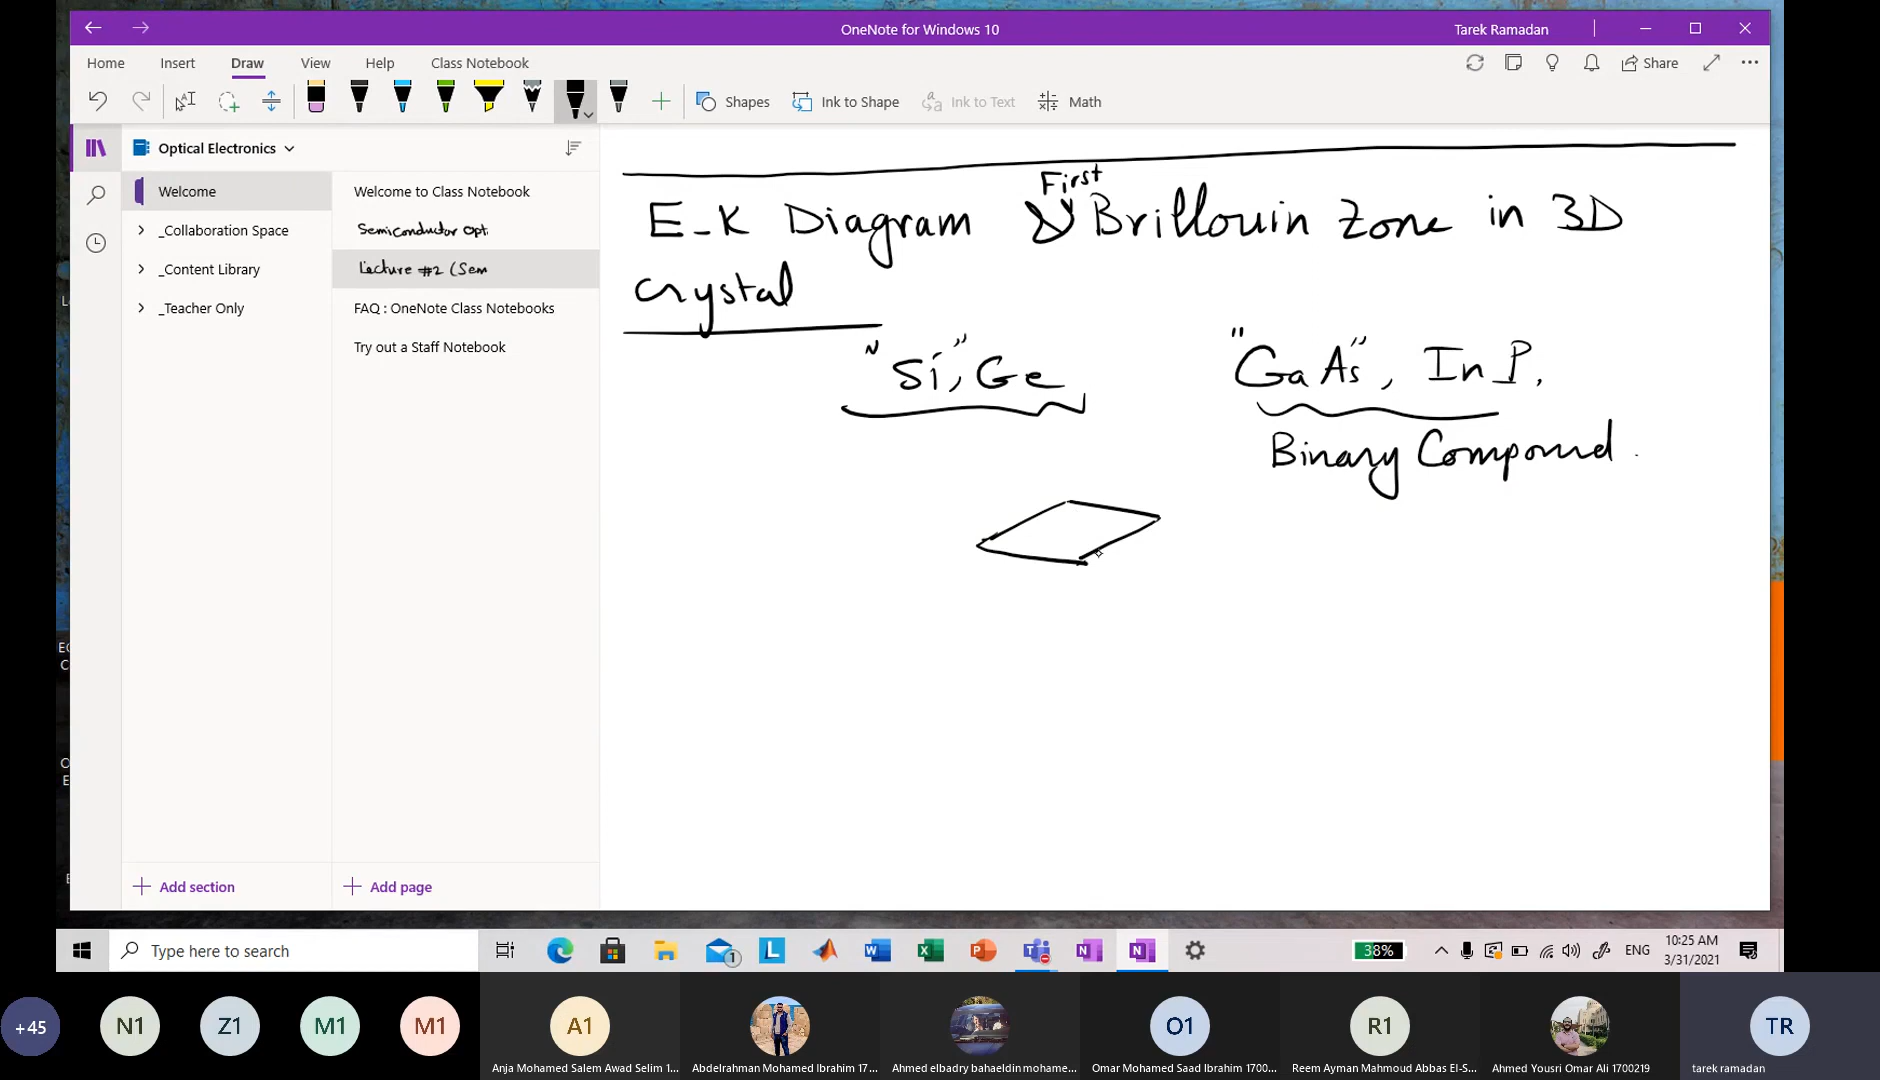 OneNote for Windows 10
Tarek Ramadan
Home Insert Draw View Help Class Notebook
Share
Shapes Ink to Shape Ink to Text Math
Optical Electronics
Welcome
_Collaboration Space
_Content Library
_Teacher Only
Add section
Welcome to Class Notebook
Semiconductor Opti
Lecture #2 (Sem
FAQ : OneNote Class Notebooks
Try out a Staff Notebook
Add page
First
E-K Diagram & Brillouin Zone in 3D
crystal
"Si", Ge
"GaAs", InP.
Binary Compound.
Type here to search
1
38%
ENG
10:25 AM
3/31/2021
+45
N1
Z1
M1
M1
A1
Anja Mohamed Salem Awad Selim 1...
Abdelrahman Mohamed Ibrahim 17...
Ahmed elbadry bahaeldin mohame...
O1
Omar Mohamed Saad Ibrahim 1700...
R1
Reem Ayman Mahmoud Abbas El-S...
Ahmed Yousri Omar Ali 1700219
TR
tarek ramadan